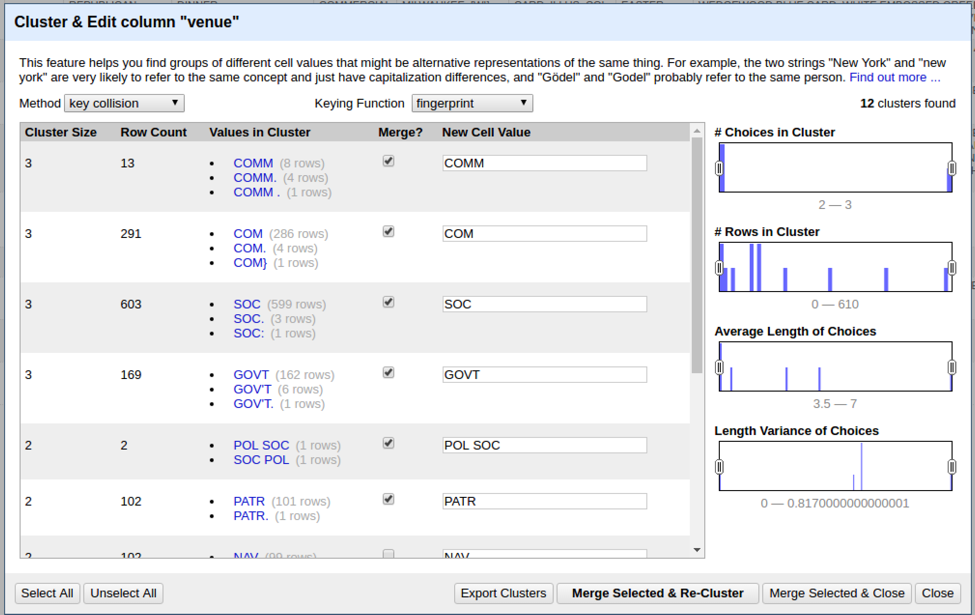 Cluster & Edit column "venue"
This feature helps you find groups of different cell values that might be alternative representations of the same thing. For example, the two strings "New York" and "new
york" are very likely to refer to the same concept and just have capitalization differences, and "Gödel" and "Godel" probably refer to the same person. Find out more ...
Method key collision Keying Function fingerprint 12 clusters found
Cluster Size Row Count Values in Cluster Merge? New Cell Value
3 13 • COMM (8 rows) COMM
• COMM. (4 rows)
• COMM . (1 rows)
3 291 • COM (286 rows) COM
• COM. (4 rows)
• COM} (1 rows)
3 603 • SOC (599 rows) SOC
• SOC. (3 rows)
• SOC: (1 rows)
3 169 • GOVT (162 rows) GOVT
• GOV'T (6 rows)
• GOV'T. (1 rows)
2 2 • POL SOC (1 rows) POL SOC
• SOC POL (1 rows)
2 102 • PATR (101 rows) PATR
• PATR. (1 rows)
2 102 • NAV (99 rows) NAV
# Choices in Cluster
2 — 3
# Rows in Cluster
0 — 610
Average Length of Choices
3.5 — 7
Length Variance of Choices
0 — 0.8170000000000001
Select All Unselect All Export Clusters Merge Selected & Re-Cluster Merge Selected & Close Close